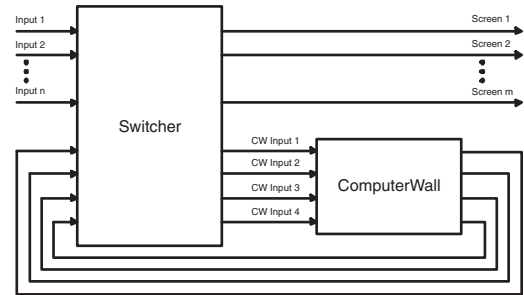 Input 1
Screen 1
Input 2
Screen 2
Input n
Screen m
Switcher
CW Input 1
CW Input 2
CW Input 3
CW Input 4
ComputerWall